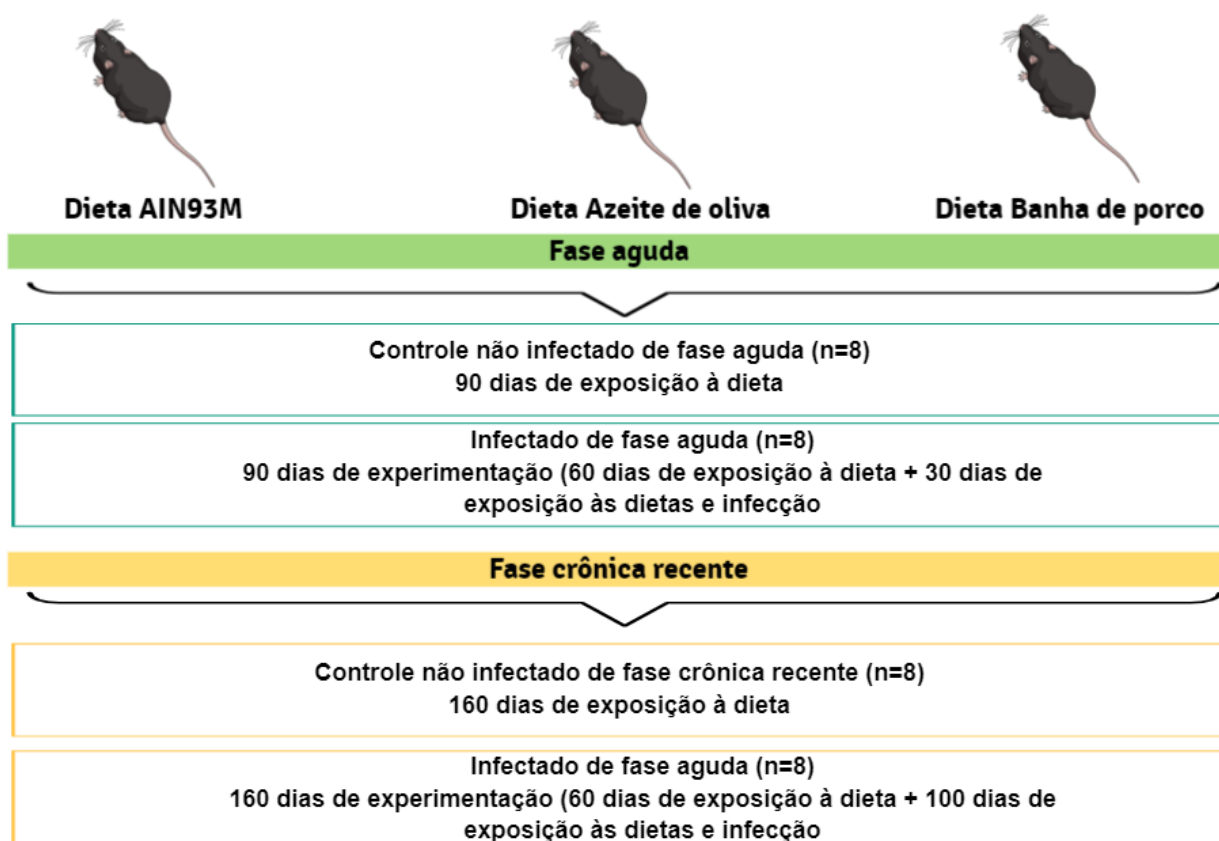 Dieta AIN93M
Dieta Azeite de oliva
Dieta Banha de porco
Fase aguda
Controle não infectado de fase aguda (n=8)
90 dias de exposição à dieta
Infectado de fase aguda (n=8)
90 dias de experimentação (60 dias de exposição à dieta + 30 dias de
exposição às dietas e infecção
Fase crônica recente
Controle não infectado de fase crônica recente (n=8)
160 dias de exposição à dieta
Infectado de fase aguda (n=8)
160 dias de experimentação (60 dias de exposição à dieta + 100 dias de
exposição às dietas e infecção